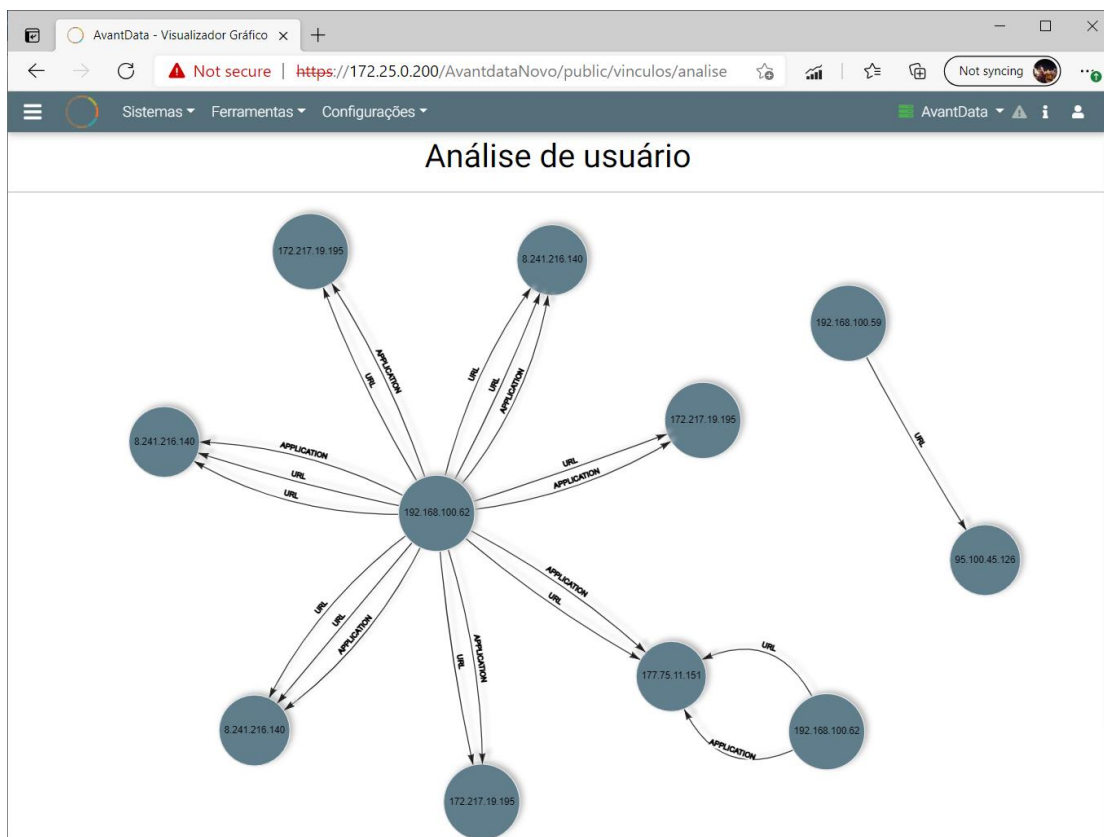 AvantData - Visualizador Gráfico
Not secure | https://172.25.0.200/AvantdataNovo/public/vinculos/analise
Not syncing
Sistemas
Ferramentas
Configurações
AvantData
Análise de usuário
172.217.19.195
8.241.216.140
192.168.100.59
APPLICATION
URL
URL
URL
APPLICATION
172.217.19.195
8.241.216.140
APPLICATION
URL
URL
URL
APPLICATION
URL
192.168.100.62
95.100.45.126
APPLICATION
URL
URL
URL
APPLICATION
URL
APPLICATION
177.75.11.151
URL
8.241.216.140
192.168.100.62
APPLICATION
172.217.19.195